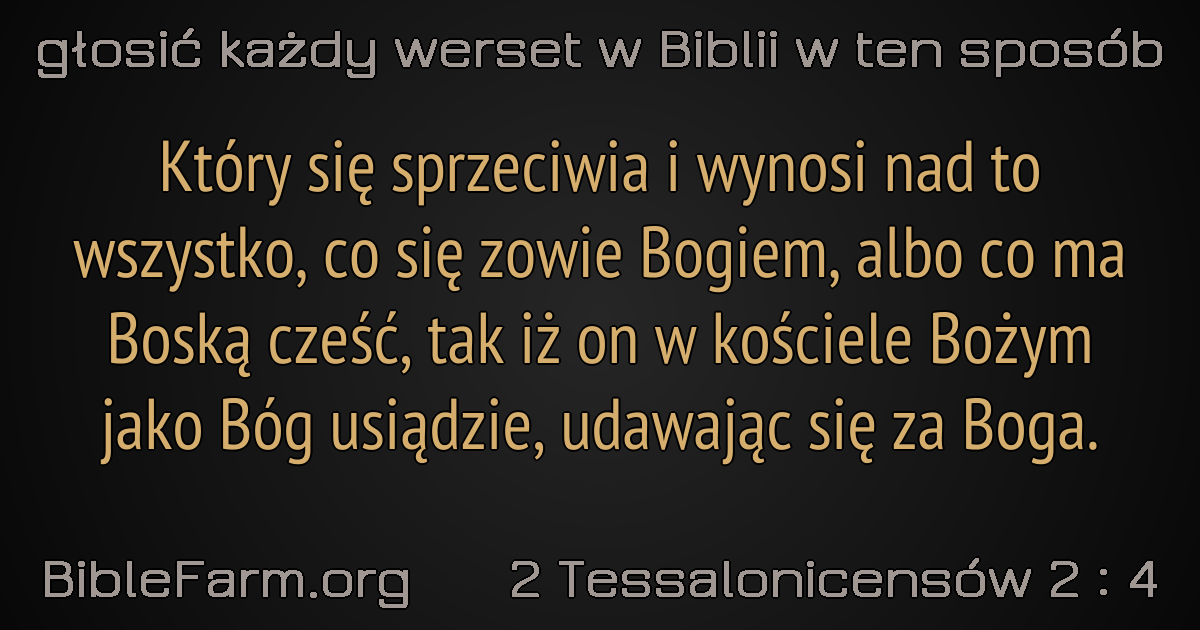 głosić każdy werset w Biblii w ten sposób
Który się sprzeciwia i wynosi nad to
wszystko, co się zowie Bogiem, albo co ma
Boską cześć, tak iż on w kościele Bożym
jako Bóg usiądzie, udawając się za Boga.
BibleFarm.org 2 Tessalonicensów 2 : 4